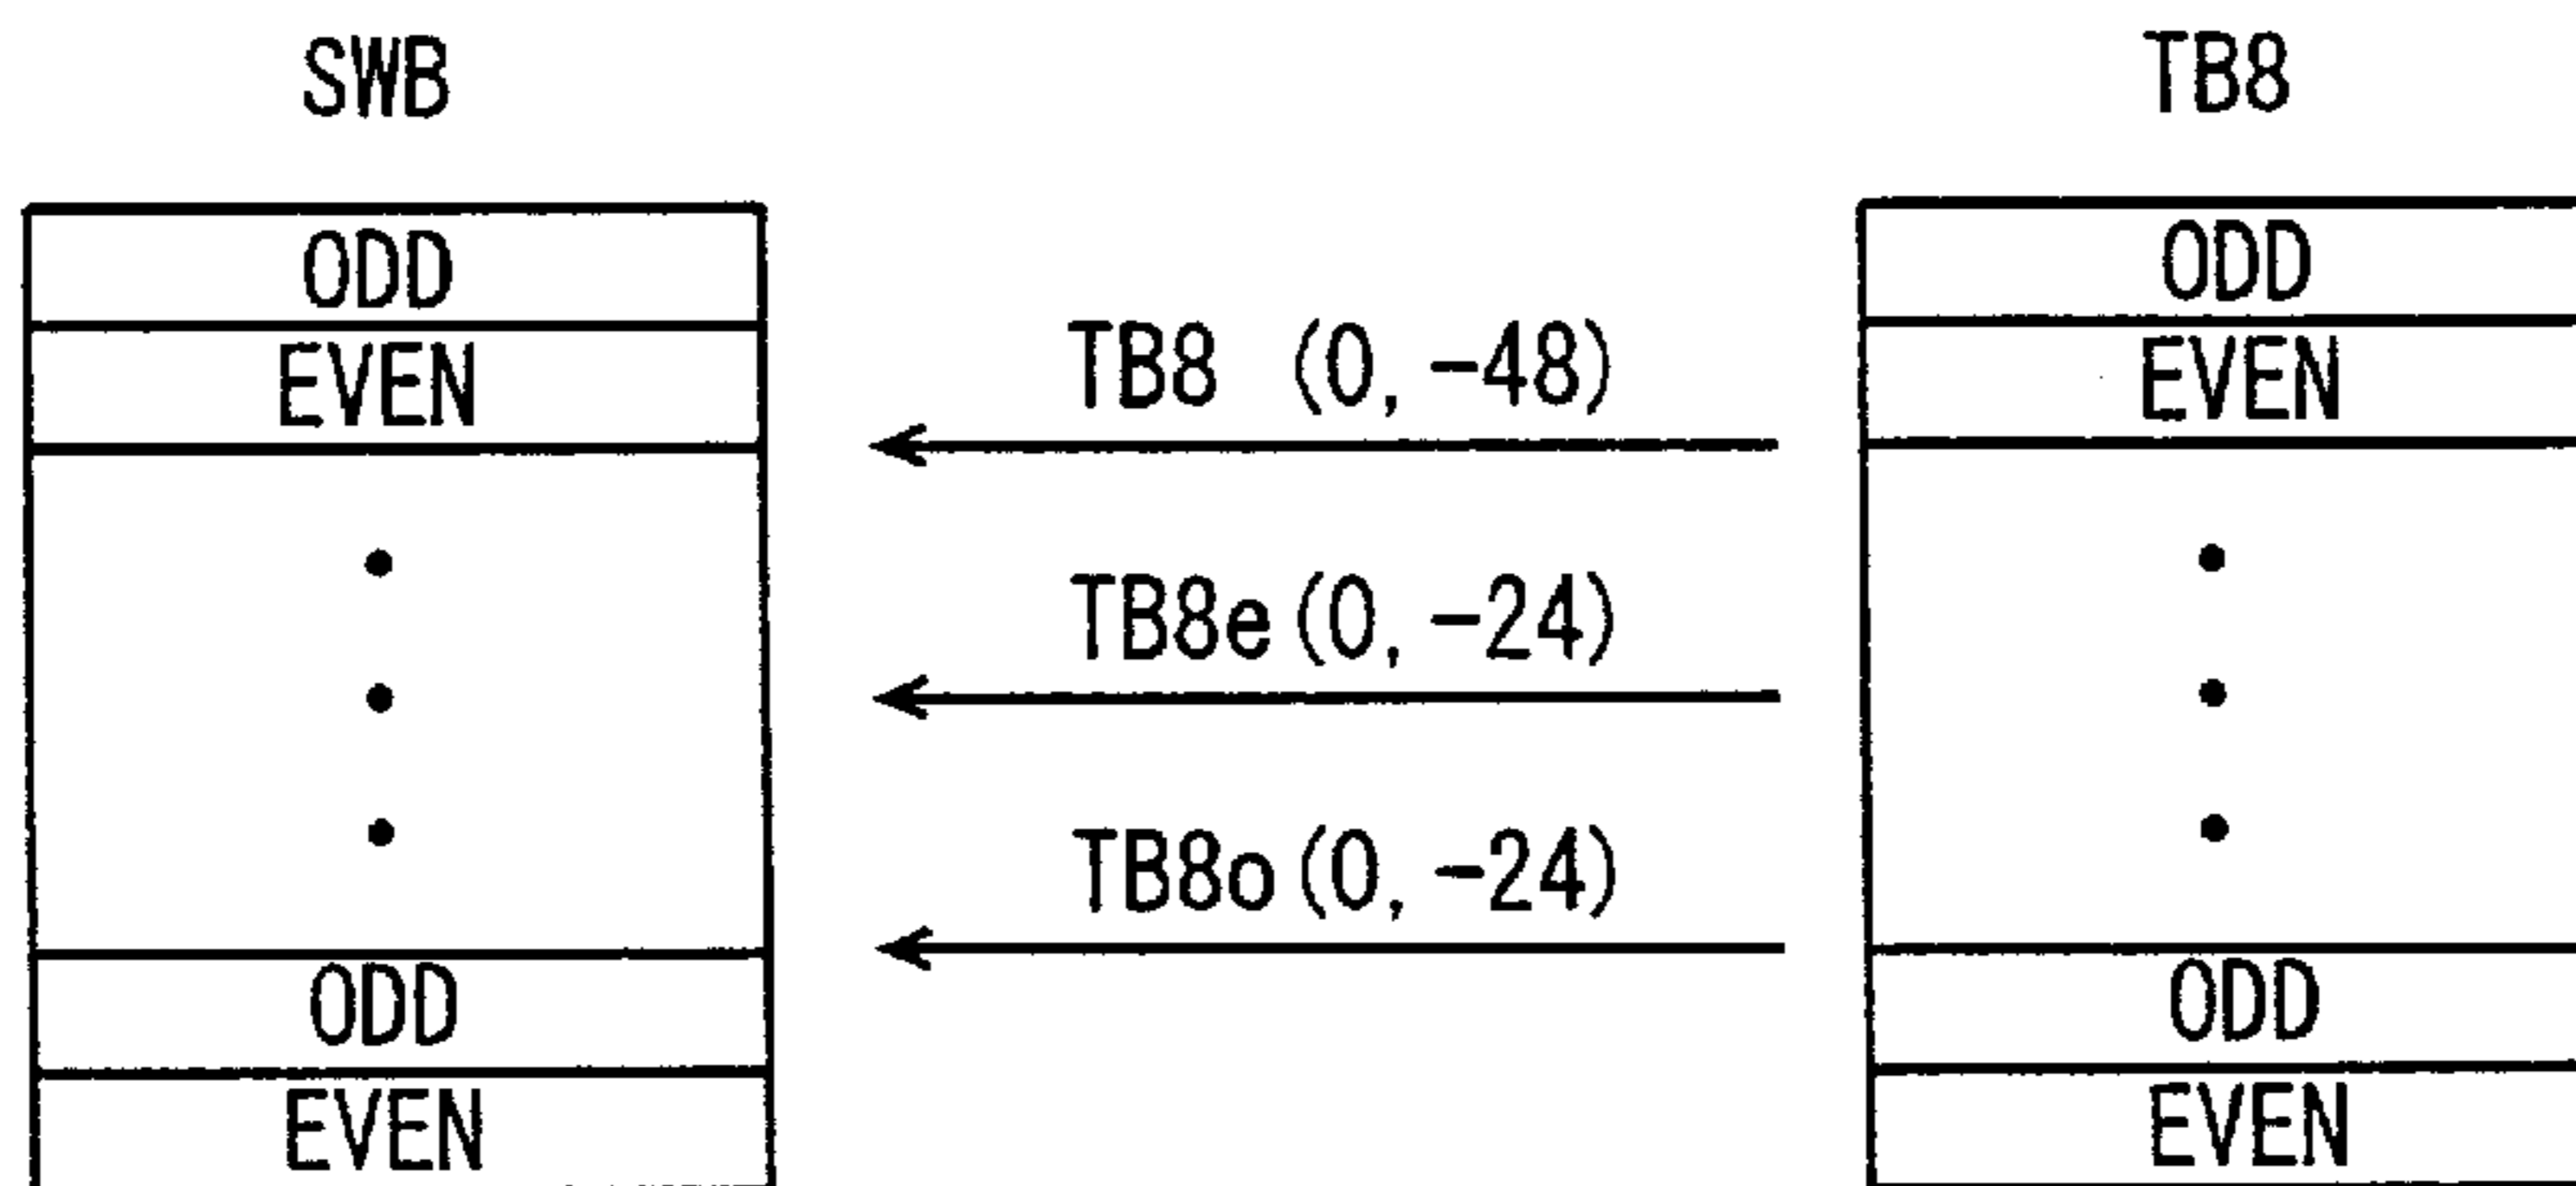 SWB
TB8
ODD
EVEN
ODD
EVEN
TB8 (0, -48)
TB8e (0, -24)
TB8o (0, -24)
ODD
EVEN
ODD
EVEN